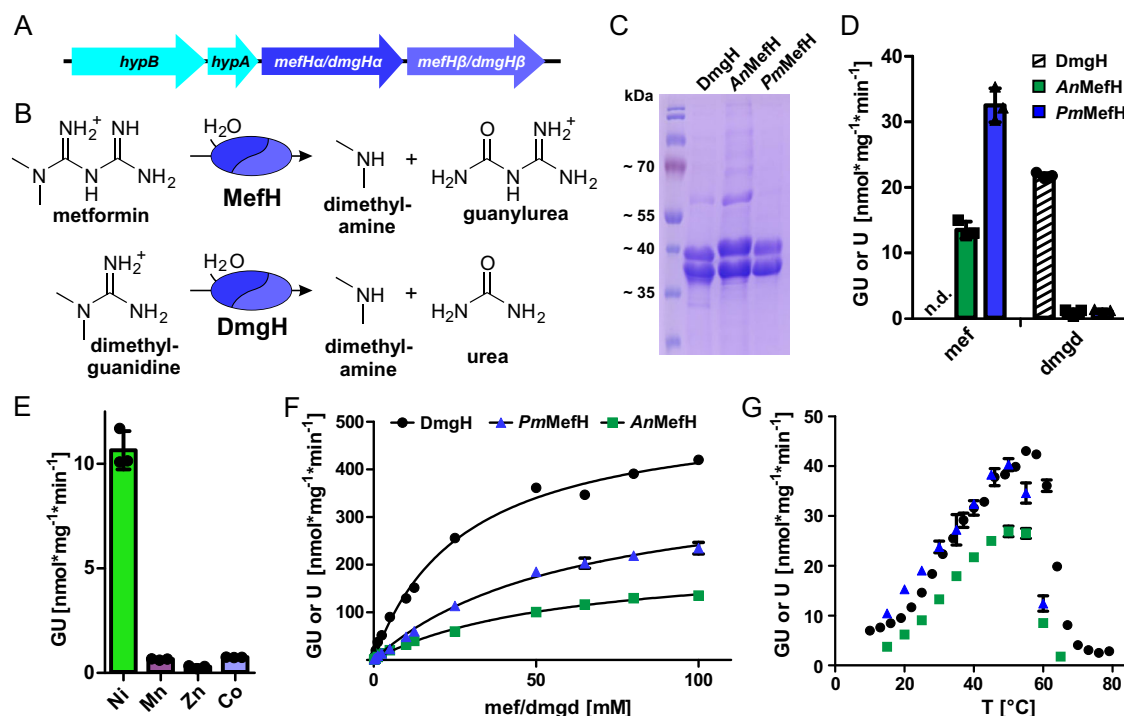 A
hypB hypA mefHα/dmgHα mefHβ/dmgHβ
B
NH₂⁺ NH
N N H NH₂
metformin
H₂O
MefH
NH
dimethyl-
amine
+
O NH₂⁺
H₂N N H NH₂
guanylurea
NH₂⁺
N NH₂
dimethyl-
guanidine
H₂O
DmgH
NH
dimethyl-
amine
+
O
H₂N NH₂
urea
C
DmgH AnMefH PmMefH
kDa
~ 70
~ 55
~ 40
~ 35
D
GU or U [nmol*mg⁻¹*min⁻¹]
40
30
20
10
0
n.d.
mef dmgd
DmgH
AnMefH
PmMefH
E
GU [nmol*mg⁻¹*min⁻¹]
10
5
0
Ni Mn Zn Co
F
DmgH PmMefH AnMefH
GU or U [nmol*mg⁻¹*min⁻¹]
500
400
300
200
100
0 50 100
mef/dmgd [mM]
G
GU or U [nmol*mg⁻¹*min⁻¹]
50
40
30
20
10
0
20 40 60 80
T [°C]